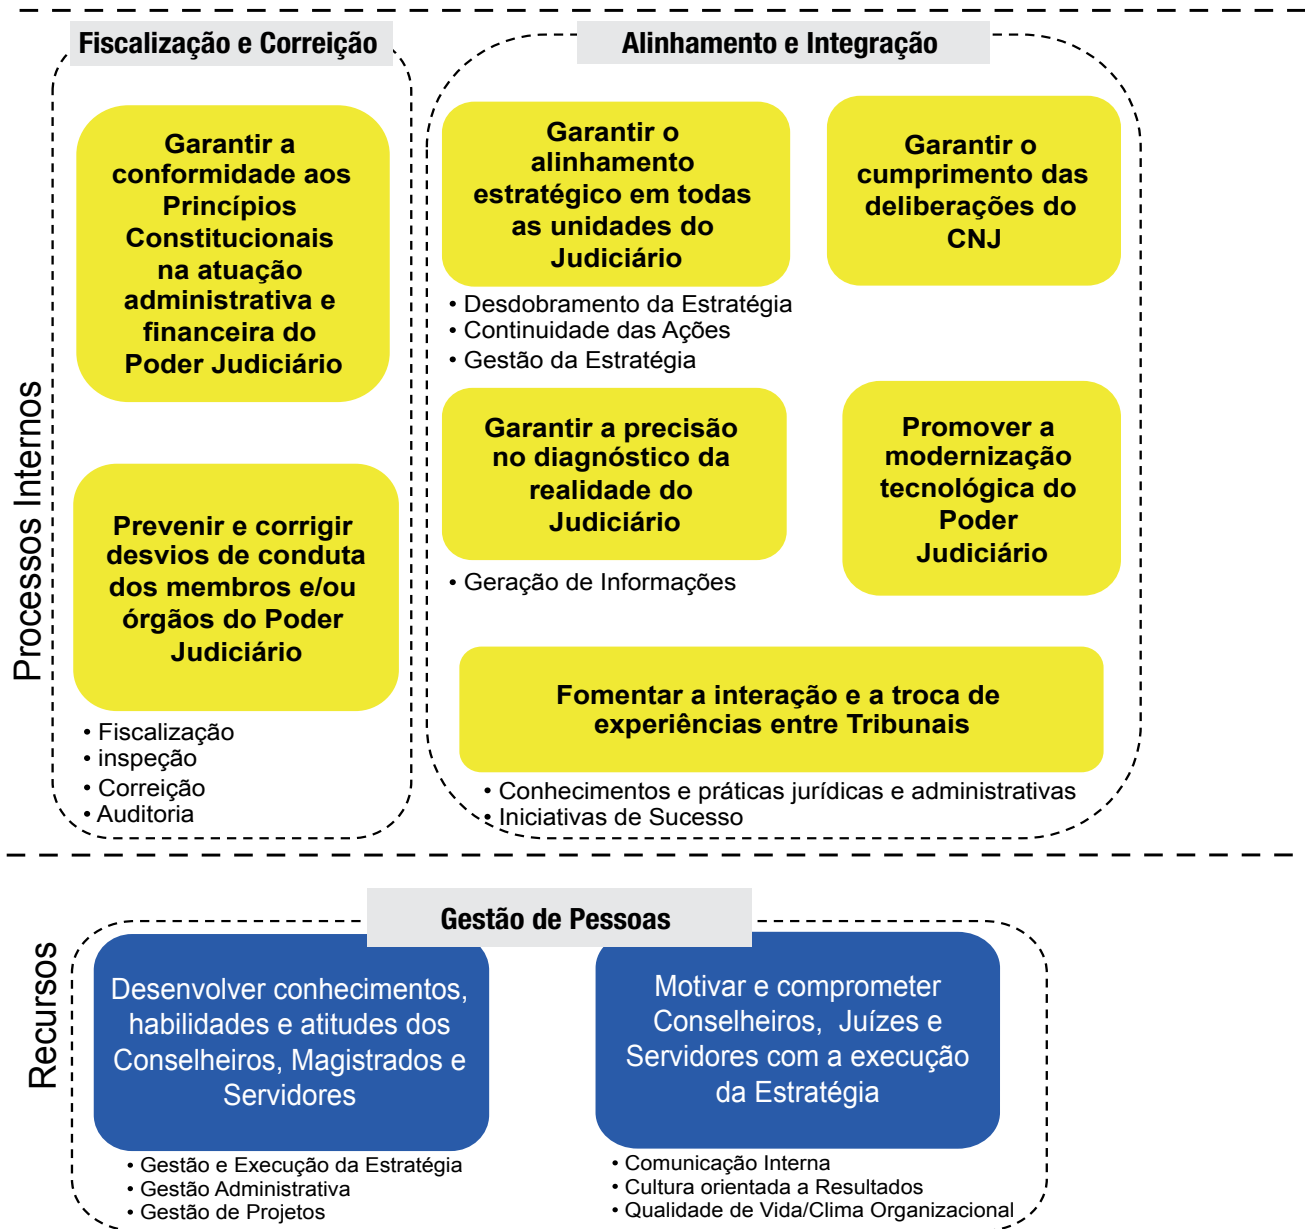 Processos Internos
Fiscalização e Correição
Garantir a
conformidade aos
Princípios
Constitucionais
na atuação
administrativa e
financeira do
Poder Judiciário
Prevenir e corrigir
desvios de conduta
dos membros e/ou
órgãos do Poder
Judiciário
• Fiscalização
• inspeção
• Correição
• Auditoria
Alinhamento e Integração
Garantir o
alinhamento
estratégico em todas
as unidades do
Judiciário
• Desdobramento da Estratégia
• Continuidade das Ações
• Gestão da Estratégia
Garantir o
cumprimento das
deliberações do
CNJ
Garantir a precisão
no diagnóstico da
realidade do
Judiciário
• Geração de Informações
Promover a
modernização
tecnológica do
Poder
Judiciário
Fomentar a interação e a troca de
experiências entre Tribunais
• Conhecimentos e práticas jurídicas e administrativas
• Iniciativas de Sucesso
Recursos
Gestão de Pessoas
Desenvolver conhecimentos,
habilidades e atitudes dos
Conselheiros, Magistrados e
Servidores
• Gestão e Execução da Estratégia
• Gestão Administrativa
• Gestão de Projetos
Motivar e comprometer
Conselheiros, Juízes e
Servidores com a execução
da Estratégia
• Comunicação Interna
• Cultura orientada a Resultados
• Qualidade de Vida/Clima Organizacional